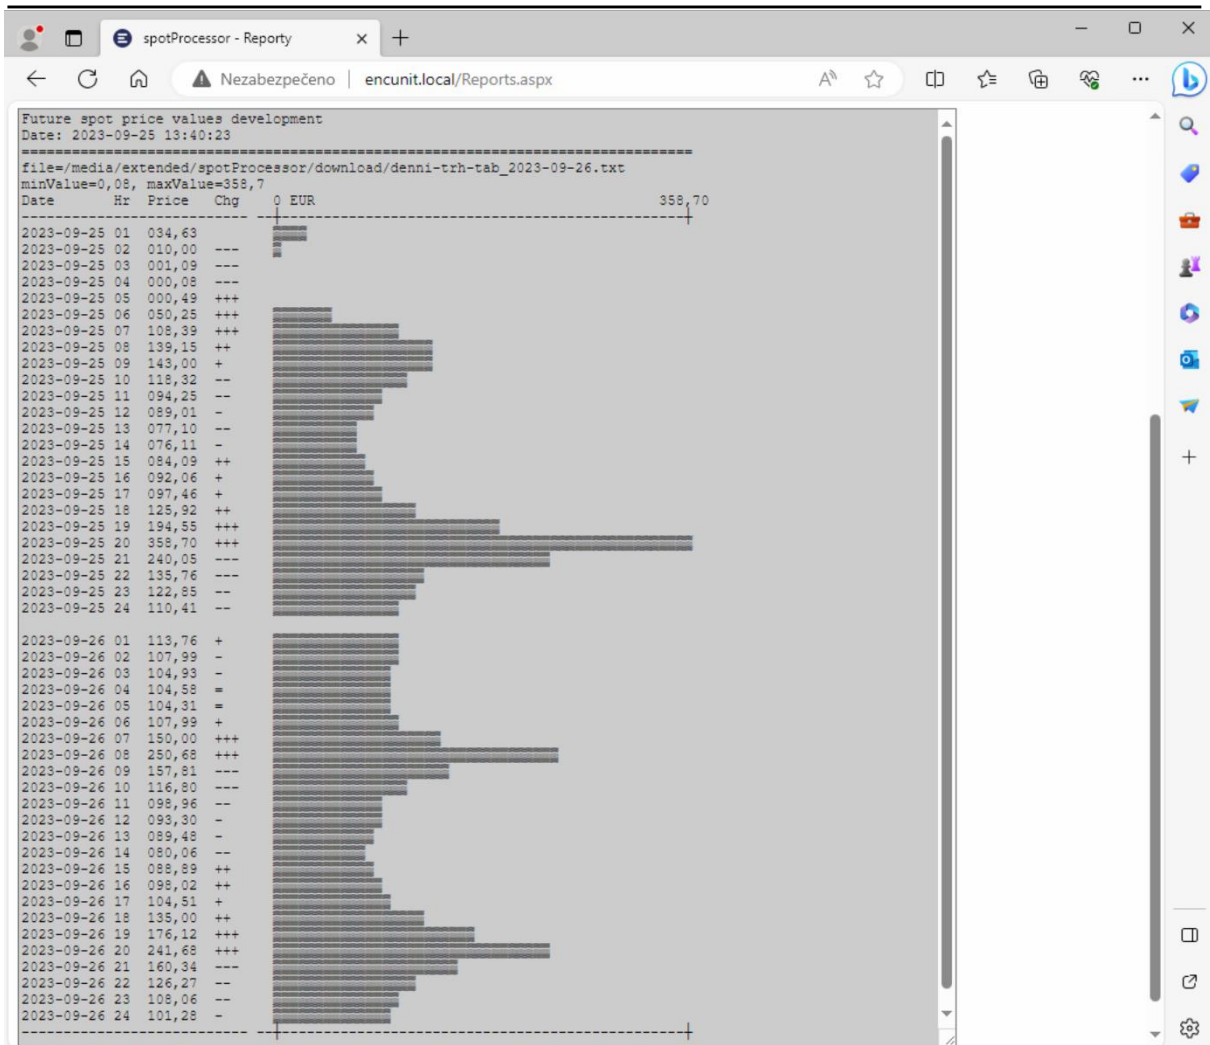 spotProcessor - Reporty
Nezabezpečeno | encunit.local/Reports.aspx
Future spot price values development
Date: 2023-09-25 13:40:23
================================================================================
file=/media/extended/spotProcessor/download/denni-trh-tab_2023-09-26.txt
minValue=0,08, maxValue=358,7
Date Hr Price Chg 0 EUR 358,70
2023-09-25 01 034,63
2023-09-25 02 010,00 ---
2023-09-25 03 001,09 ---
2023-09-25 04 000,08 ---
2023-09-25 05 000,49 +++
2023-09-25 06 050,25 +++
2023-09-25 07 108,39 +++
2023-09-25 08 139,15 ++
2023-09-25 09 143,00 +
2023-09-25 10 118,32 --
2023-09-25 11 094,25 --
2023-09-25 12 089,01 -
2023-09-25 13 077,10 --
2023-09-25 14 076,11 -
2023-09-25 15 084,09 ++
2023-09-25 16 092,06 +
2023-09-25 17 097,46 +
2023-09-25 18 125,92 ++
2023-09-25 19 194,55 +++
2023-09-25 20 358,70 +++
2023-09-25 21 240,05 ---
2023-09-25 22 135,76 ---
2023-09-25 23 122,85 --
2023-09-25 24 110,41 --
2023-09-26 01 113,76 +
2023-09-26 02 107,99 -
2023-09-26 03 104,93 -
2023-09-26 04 104,58 =
2023-09-26 05 104,31 =
2023-09-26 06 107,99 +
2023-09-26 07 150,00 +++
2023-09-26 08 250,68 +++
2023-09-26 09 157,81 ---
2023-09-26 10 116,80 ---
2023-09-26 11 098,96 --
2023-09-26 12 093,30 -
2023-09-26 13 089,48 -
2023-09-26 14 080,06 --
2023-09-26 15 088,89 ++
2023-09-26 16 098,02 ++
2023-09-26 17 104,51 +
2023-09-26 18 135,00 ++
2023-09-26 19 176,12 +++
2023-09-26 20 241,68 +++
2023-09-26 21 160,34 ---
2023-09-26 22 126,27 --
2023-09-26 23 108,06 --
2023-09-26 24 101,28 -